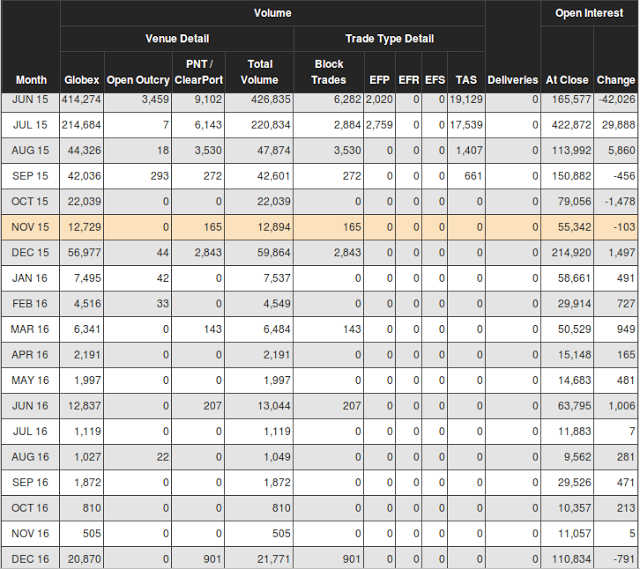 Volume Open Interest
Venue Detail Trade Type Detail
Month Globex Open Outcry PNT / ClearPort Total Volume Block Trades EFP EFR EFS TAS Deliveries At Close Change
JUN 15 414,274 3,459 9,102 426,835 6,282 2,020 0 0 19,129 0 165,577 -42,026
JUL 15 214,684 7 6,143 220,834 2,884 2,759 0 0 17,539 0 422,872 29,888
AUG 15 44,326 18 3,530 47,874 3,530 0 0 0 1,407 0 113,992 5,860
SEP 15 42,036 293 272 42,601 272 0 0 0 661 0 150,882 -456
OCT 15 22,039 0 0 22,039 0 0 0 0 0 0 79,056 -1,478
NOV 15 12,729 0 165 12,894 165 0 0 0 0 0 55,342 -103
DEC 15 56,977 44 2,843 59,864 2,843 0 0 0 0 0 214,920 1,497
JAN 16 7,495 42 0 7,537 0 0 0 0 0 0 58,661 491
FEB 16 4,516 33 0 4,549 0 0 0 0 0 0 29,914 727
MAR 16 6,341 0 143 6,484 143 0 0 0 0 0 50,529 949
APR 16 2,191 0 0 2,191 0 0 0 0 0 0 15,148 165
MAY 16 1,997 0 0 1,997 0 0 0 0 0 0 14,683 481
JUN 16 12,837 0 207 13,044 207 0 0 0 0 0 63,795 1,006
JUL 16 1,119 0 0 1,119 0 0 0 0 0 0 11,883 7
AUG 16 1,027 22 0 1,049 0 0 0 0 0 0 9,562 281
SEP 16 1,872 0 0 1,872 0 0 0 0 0 0 29,526 471
OCT 16 810 0 0 810 0 0 0 0 0 0 10,357 213
NOV 16 505 0 0 505 0 0 0 0 0 0 11,057 5
DEC 16 20,870 0 901 21,771 901 0 0 0 0 0 110,834 -791